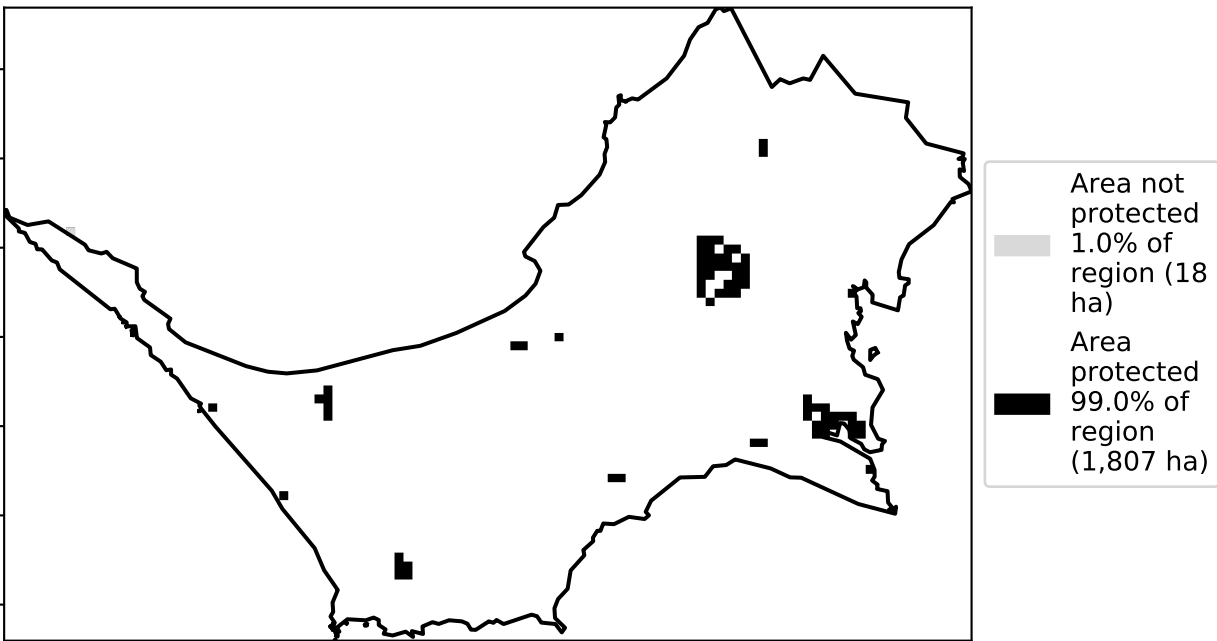 Area not
protected
1.0% of
region (18
ha)
Area
protected
99.0% of
region
(1,807 ha)